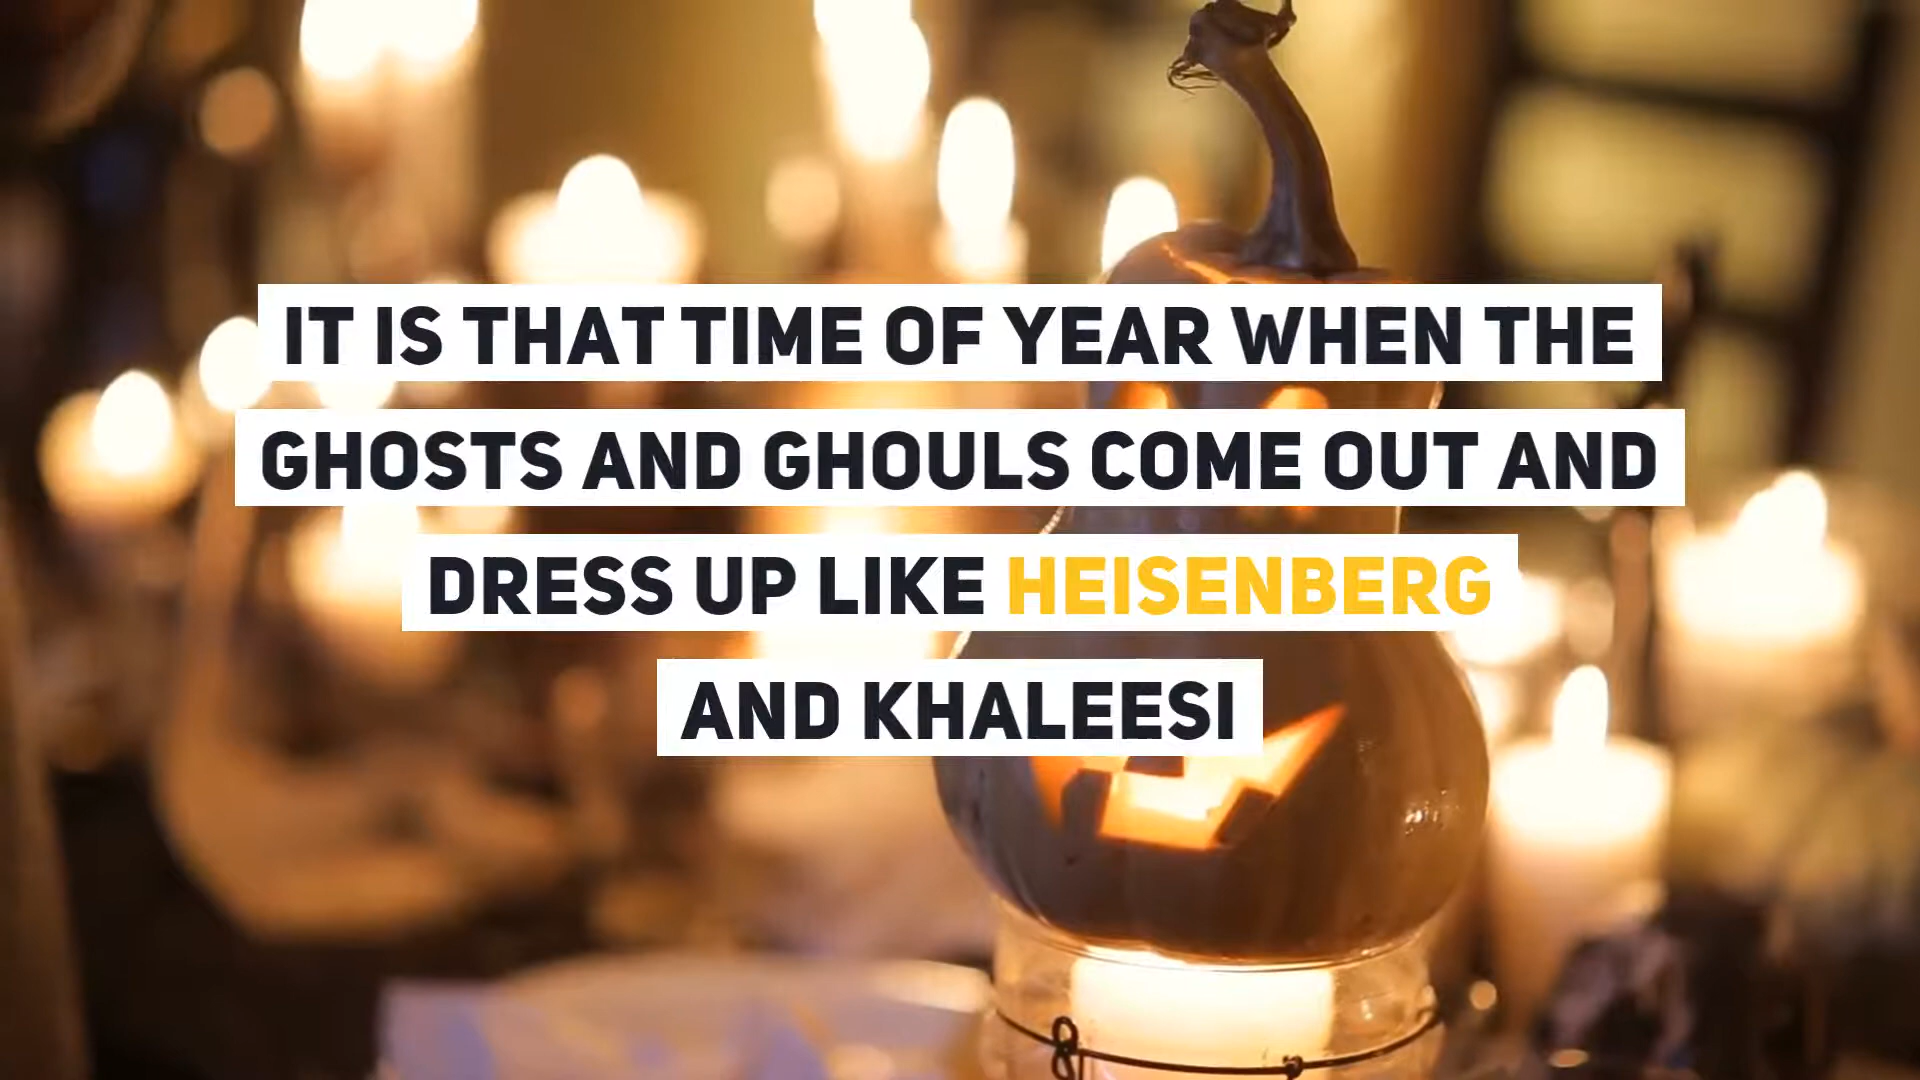 IT IS THAT TIME OF YEAR WHEN THE
GHOSTS AND GHOULS COME OUT AND
DRESS UP LIKE HEISENBERG
AND KHALEESI